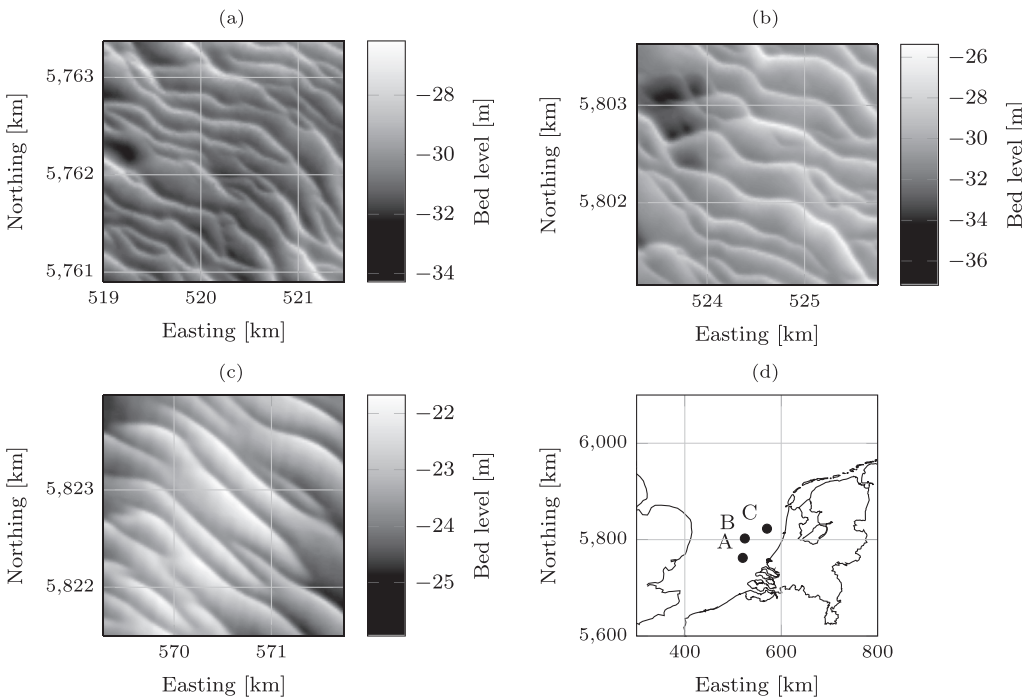 (a)
Northing [km]
5,763
5,762
5,761
519 520 521
Easting [km]
−28
−30
−32
−34
Bed level [m]
(b)
Northing [km]
5,803
5,802
524 525
Easting [km]
−26
−28
−30
−32
−34
−36
Bed level [m]
(c)
Northing [km]
5,823
5,822
570 571
Easting [km]
−22
−23
−24
−25
Bed level [m]
(d)
Northing [km]
6,000
5,800
5,600
C
B
A
400 600 800
Easting [km]